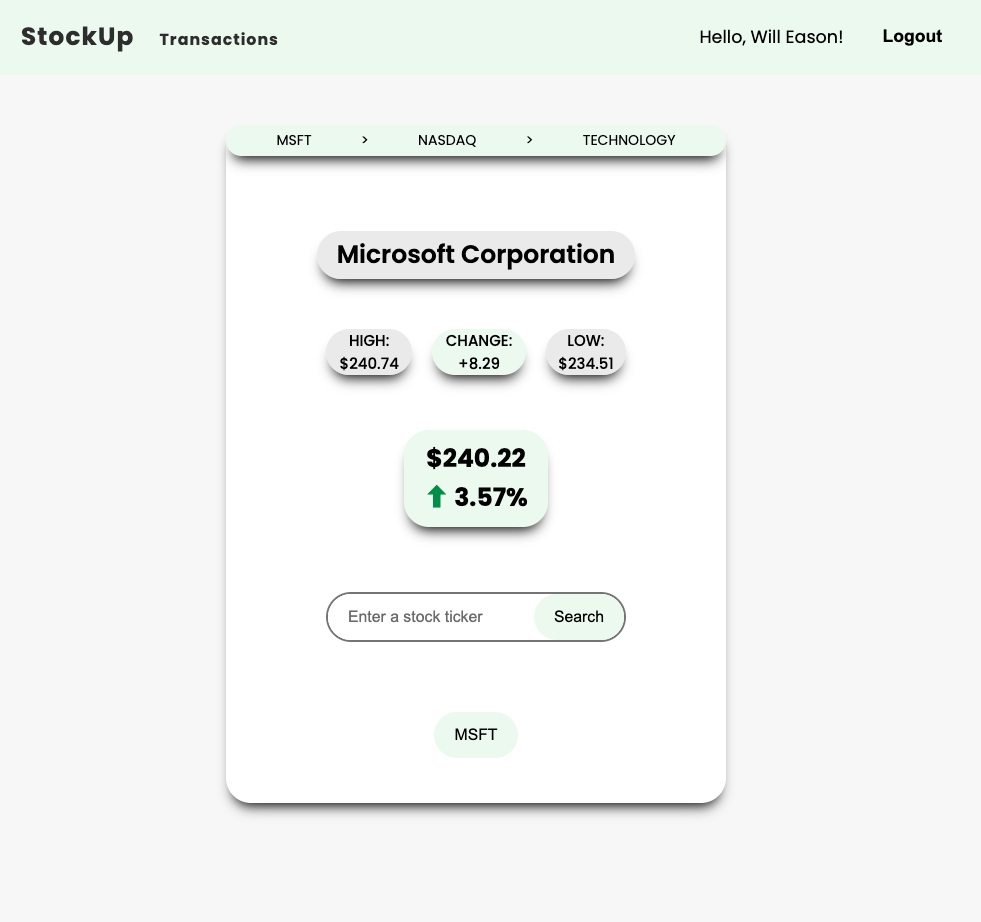 StockUp Transactions Hello, Will Eason! Logout
MSFT > NASDAQ > TECHNOLOGY
Microsoft Corporation
HIGH: CHANGE: LOW:
$240.74 +8.29 $234.51
$240.22
3.57%
Enter a stock ticker Search
MSFT